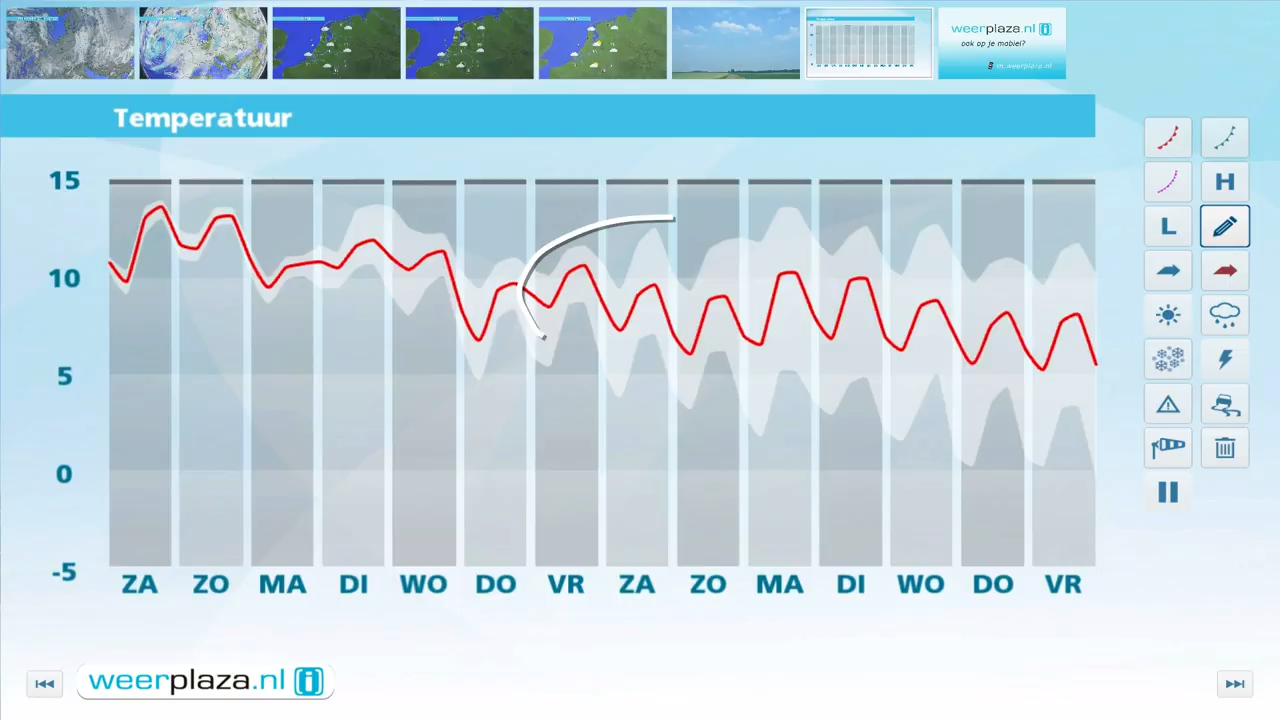 weerplaza.nl
ook op je mobiel?
m.weerplaza.nl
Temperatuur
15
10
5
0
-5
H
L
ZA ZO MA DI WO DO VR ZA ZO MA DI WO DO VR
weerplaza.nl